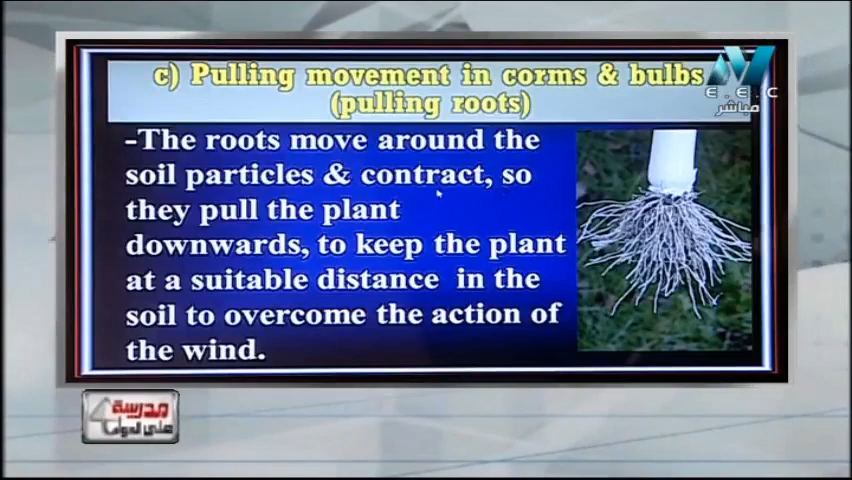 c) Pulling movement in corms & bulbs
(pulling roots)
E . E . C
مباشر
-The roots move around the
soil particles & contract, so
they pull the plant
downwards, to keep the plant
at a suitable distance in the
soil to overcome the action of
the wind.
مدرسة
على الهواء